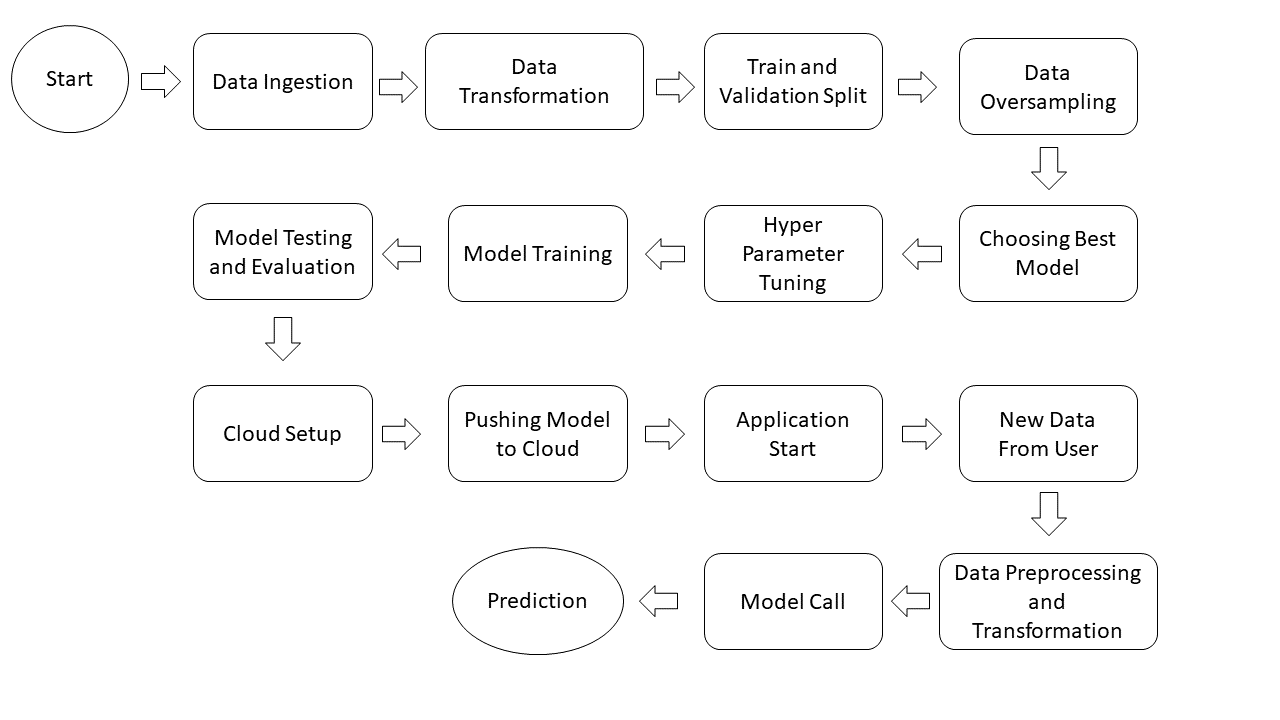 Start
Data Ingestion
Data
Transformation
Train and
Validation Split
Data
Oversampling
Choosing Best
Model
Hyper
Parameter
Tuning
Model Training
Model Testing
and Evaluation
Cloud Setup
Pushing Model
to Cloud
Application
Start
New Data
From User
Data Preprocessing
and
Transformation
Model Call
Prediction